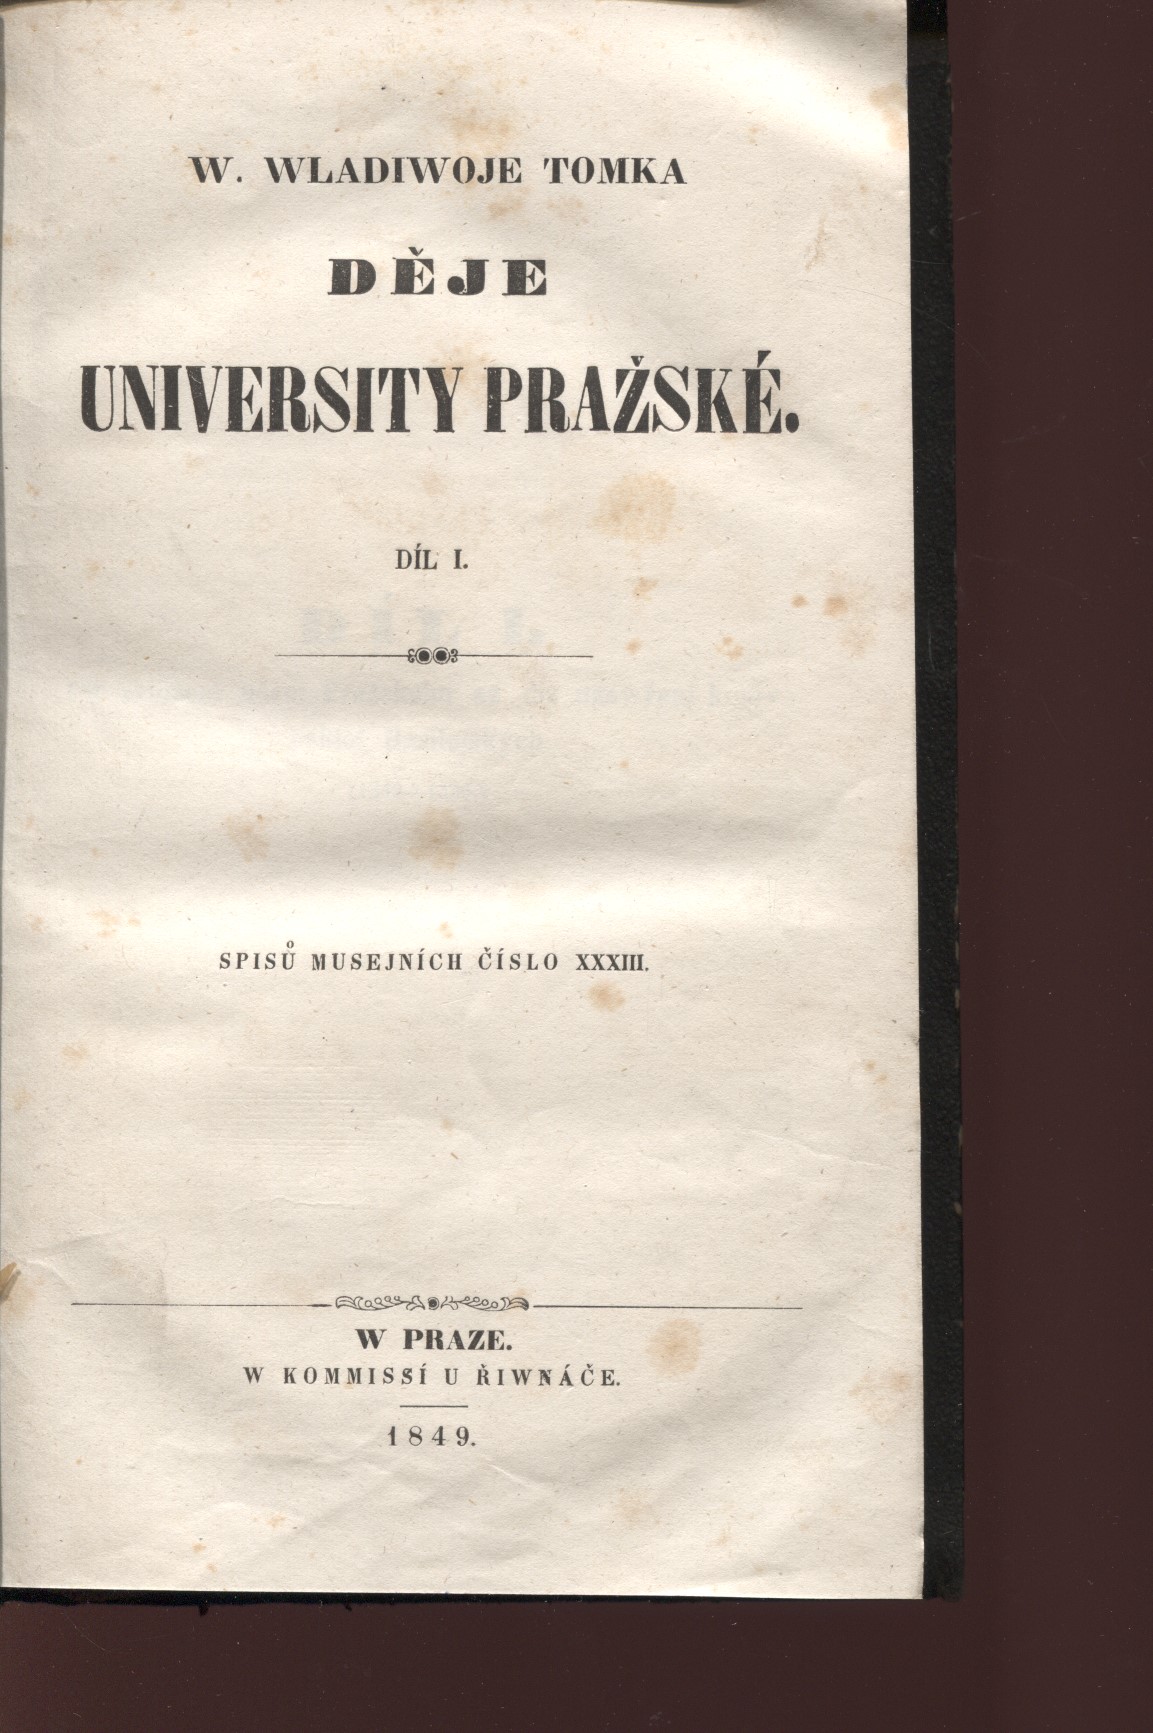 W. WLADIWOJE TOMKA
DĚJE
UNIVERSITY PRAŽSKÉ.
DÍL I.
SPISŮ MUSEJNÍCH ČÍSLO XXXIII.
W PRAZE.
W KOMMISSÍ U ŘIWNÁČE.
1849.